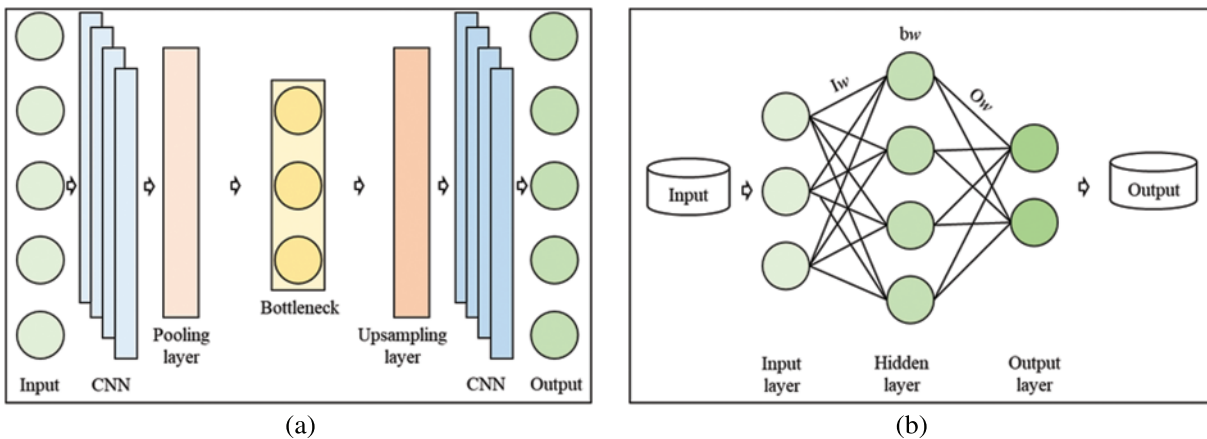 Bottleneck
Pooling
layer
Upsampling
layer
Input
CNN
CNN
Output
(a)
bw
Iw
Ow
Input
Output
Input
layer
Hidden
layer
Output
layer
(b)